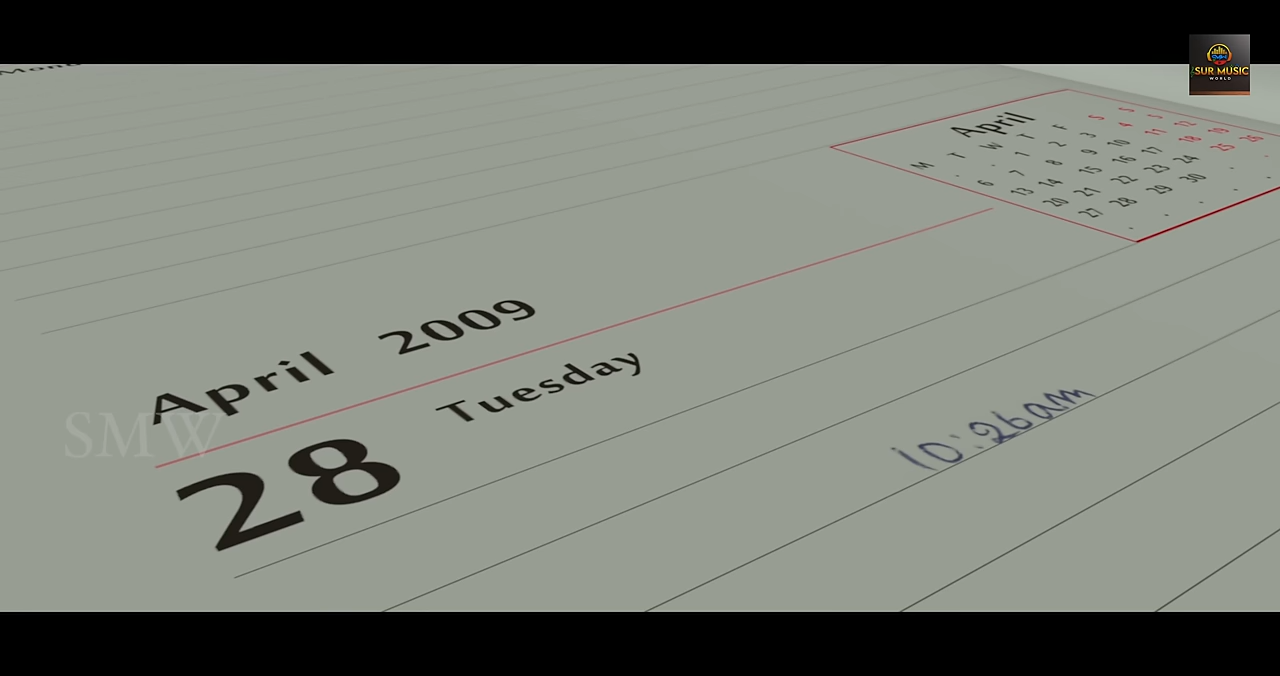 SUR MUSIC
WORLD
April
M T W T F S S
. . 1 2 3 4 5
6 7 8 9 10 11 12
13 14 15 16 17 18 19
20 21 22 23 24 25 26
27 28 29 30 . . .
April 2009
28 Tuesday
10:26am
SMW